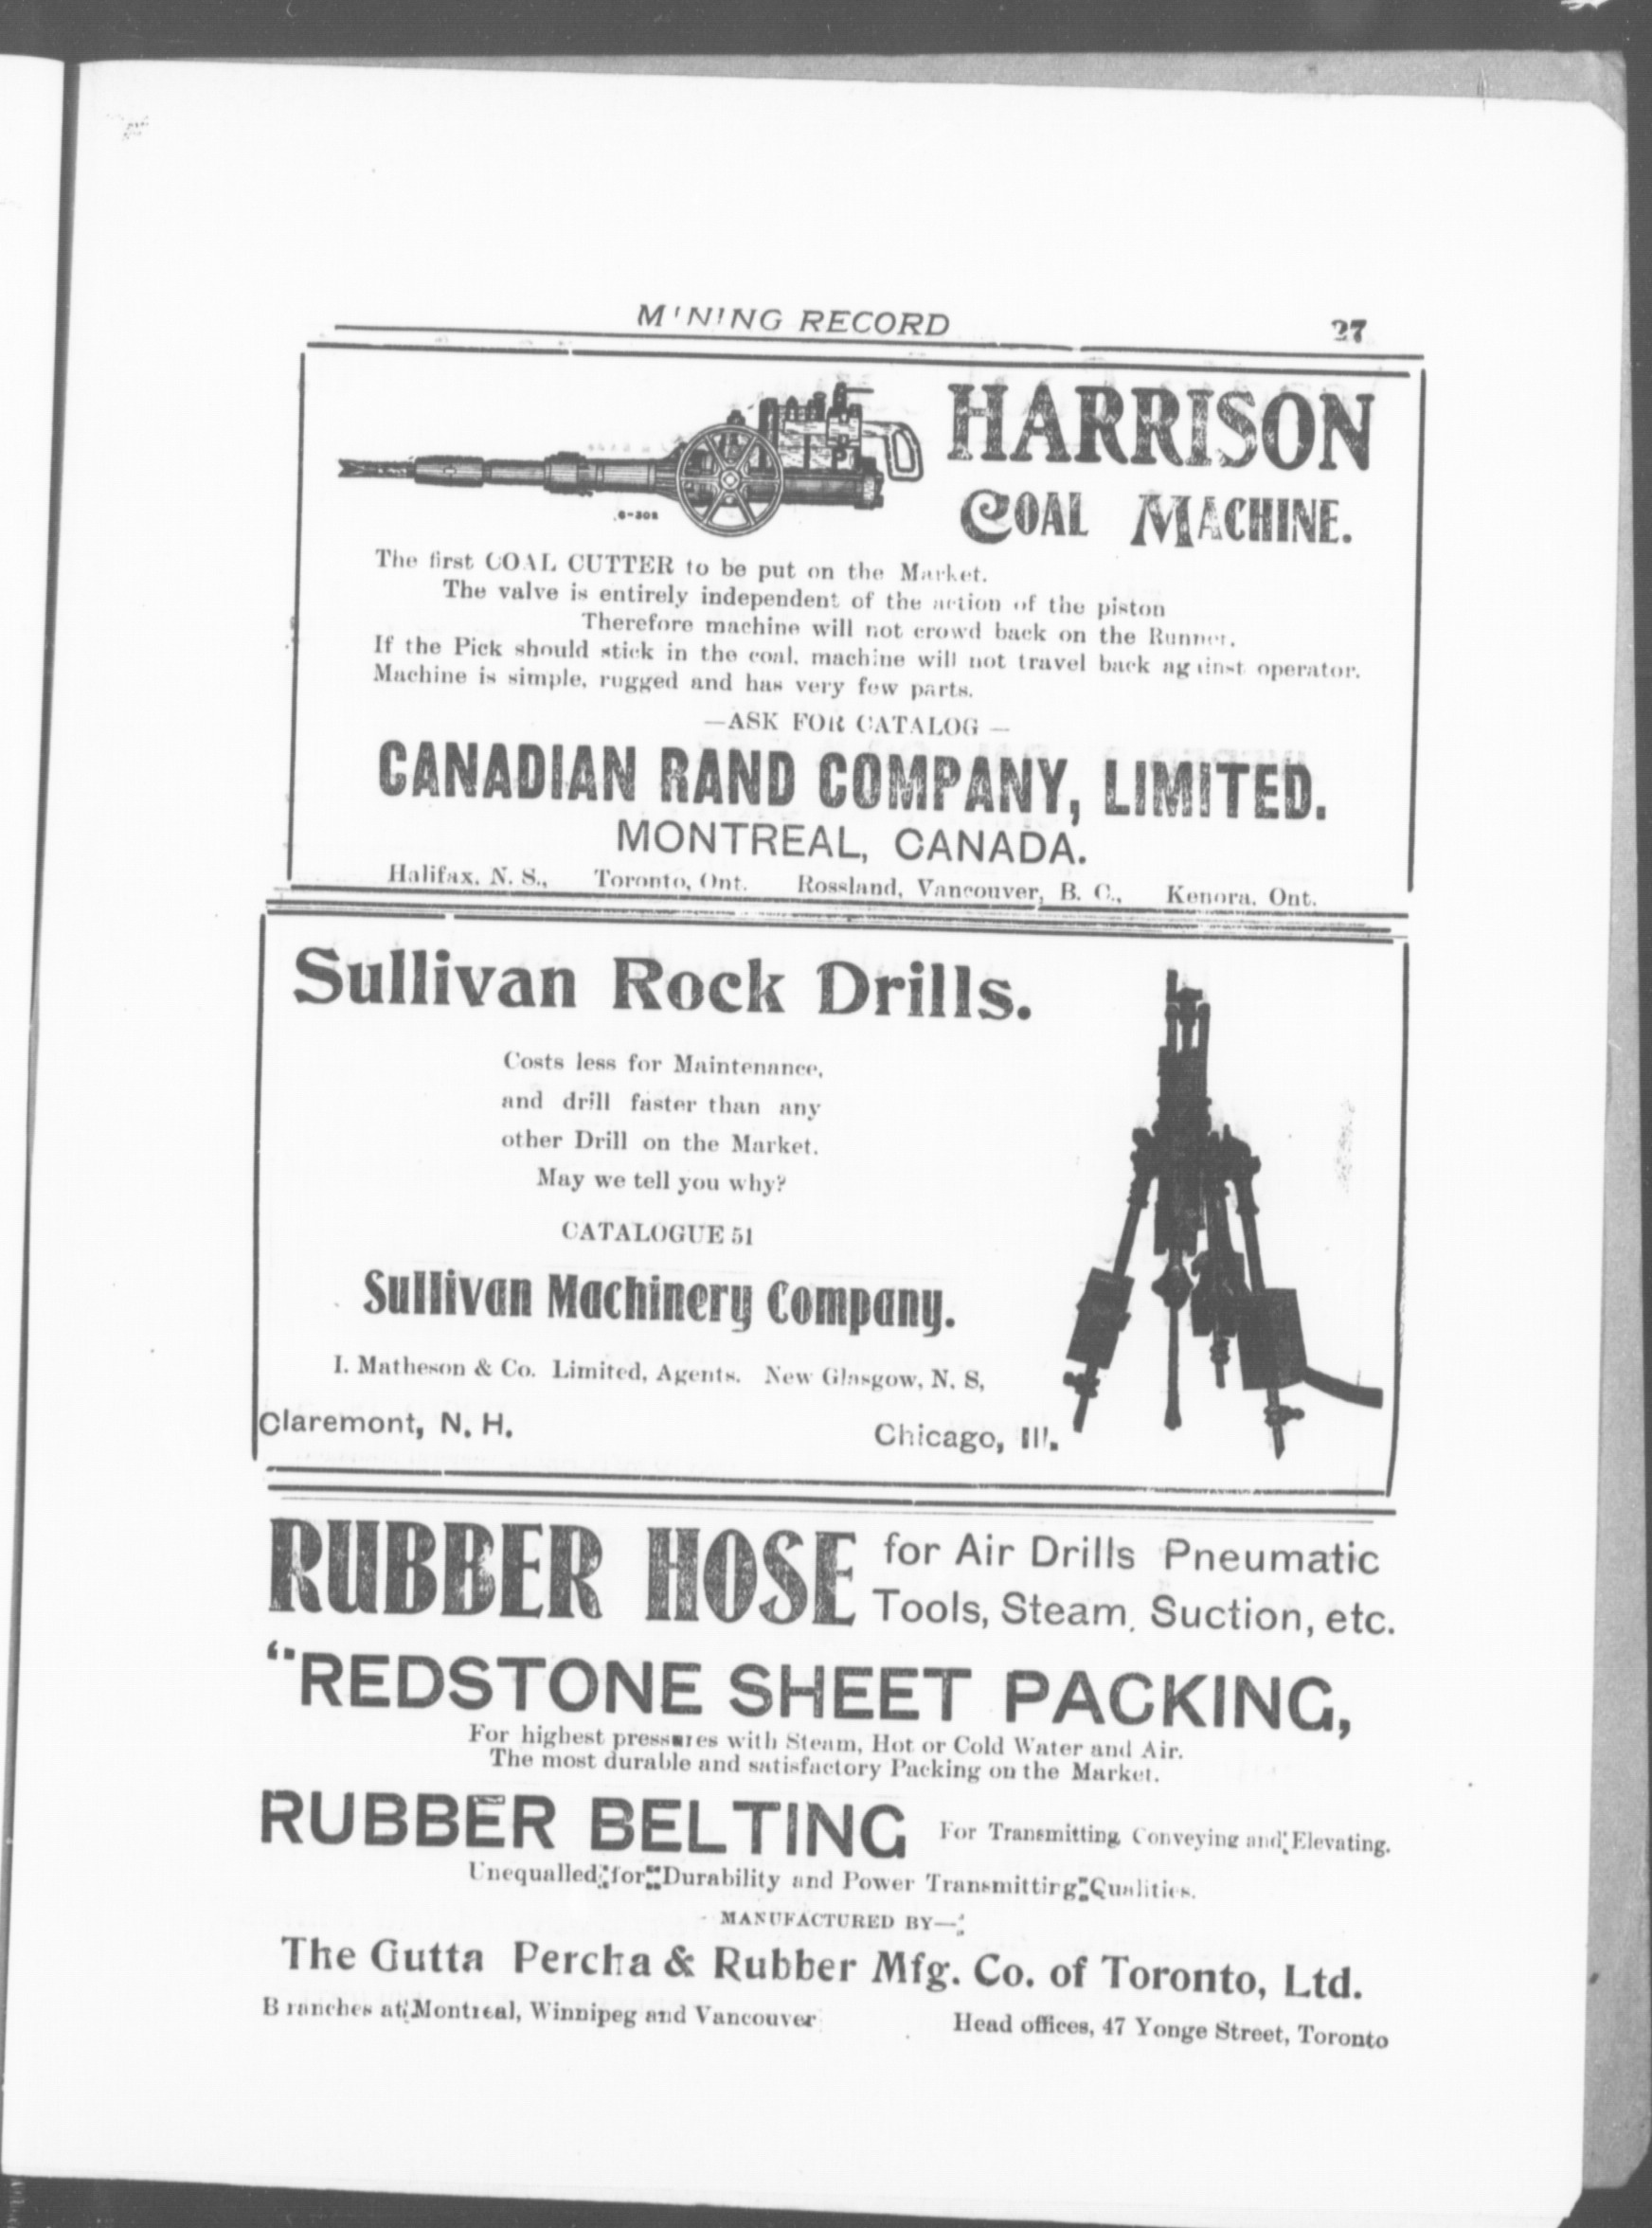 MINING RECORD 27
HARRISON
COAL MACHINE.
G-302
The first COAL CUTTER to be put on the Market.
The valve is entirely independent of the action of the piston
Therefore machine will not crowd back on the Runner.
If the Pick should stick in the coal, machine will not travel back against operator.
Machine is simple, rugged and has very few parts.
—ASK FOR CATALOG —
CANADIAN RAND COMPANY, LIMITED.
MONTREAL, CANADA.
Halifax, N. S., Toronto, Ont. Rossland, Vancouver, B. C., Kenora, Ont.
Sullivan Rock Drills.
Costs less for Maintenance,
and drill faster than any
other Drill on the Market.
May we tell you why?
CATALOGUE 51
Sullivan Machinery Company.
I. Matheson & Co. Limited, Agents. New Glasgow, N. S,
Claremont, N. H. Chicago, Ill.
RUBBER HOSE for Air Drills Pneumatic
Tools, Steam, Suction, etc.
"REDSTONE SHEET PACKING,
For highest pressures with Steam, Hot or Cold Water and Air.
The most durable and satisfactory Packing on the Market.
RUBBER BELTING For Transmitting Conveying and Elevating.
Unequalled for Durability and Power Transmitting Qualities.
- MANUFACTURED BY—
The Gutta Percha & Rubber Mfg. Co. of Toronto, Ltd.
Branches at Montreal, Winnipeg and Vancouver Head offices, 47 Yonge Street, Toronto